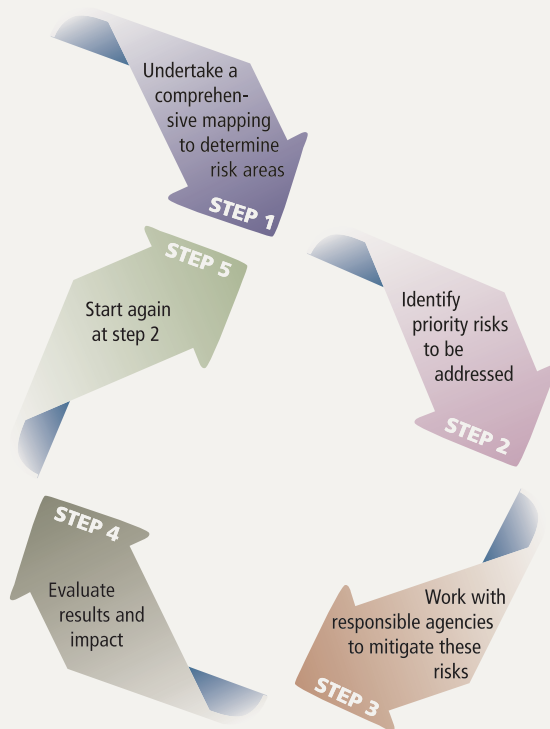 Undertake a
comprehen-
sive mapping
to determine
risk areas
STEP 1
Identify
priority risks
to be
addressed
STEP 2
Work with
responsible agencies
to mitigate these
risks
STEP 3
Evaluate
results and
impact
STEP 4
Start again
at step 2
STEP 5